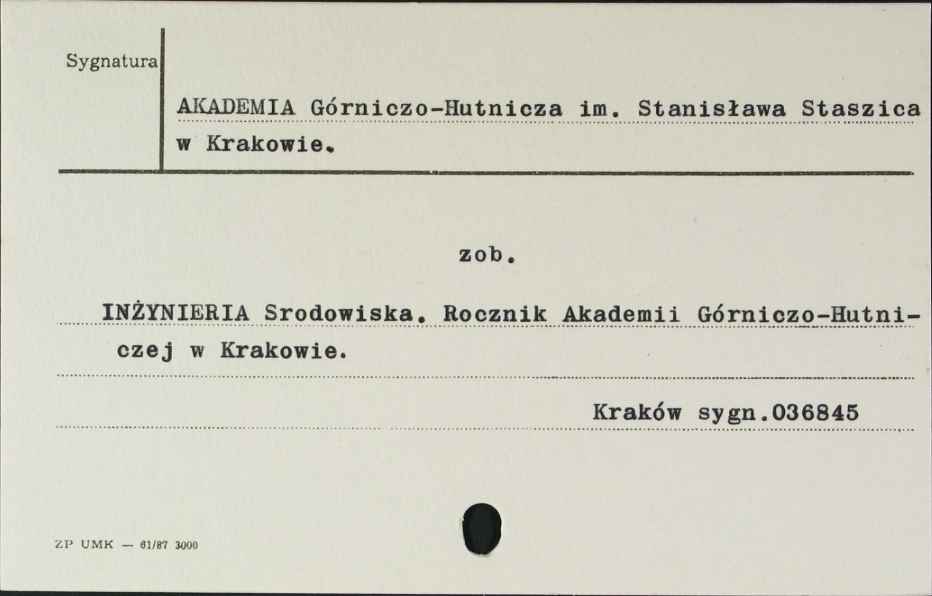 Sygnatura
AKADEMIA Górniczo-Hutnicza im. Stanisława Staszica
w Krakowie.
zob.
INŻYNIERIA Srodowiska. Rocznik Akademii Górniczo-Hutni-
czej w Krakowie.
Kraków sygn.036845
ZP UMK — 61/87 3000